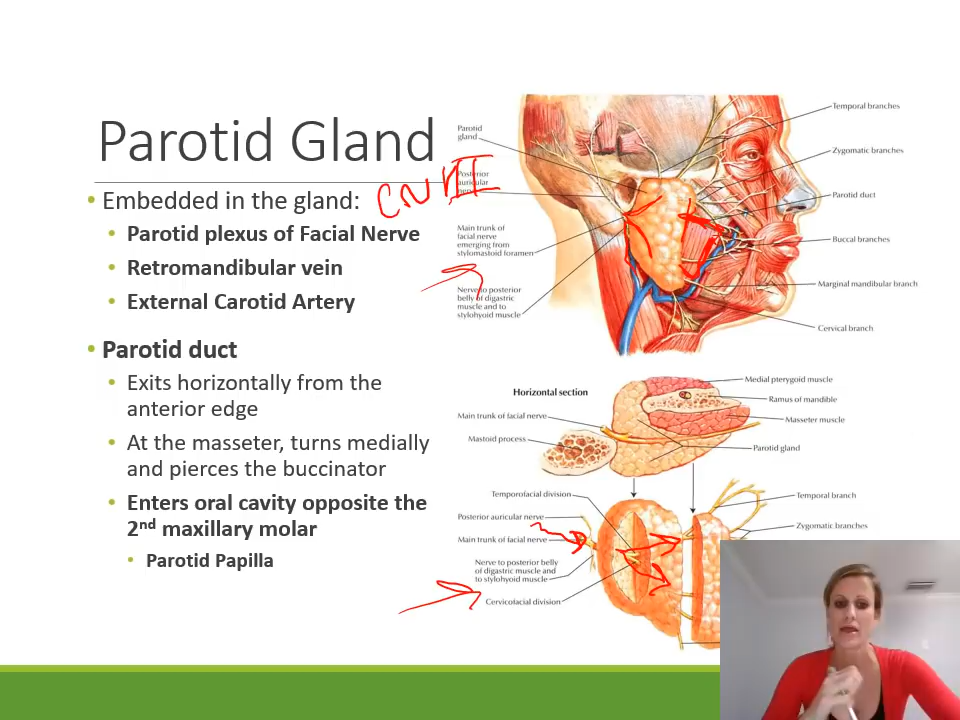 Parotid Gland
• Embedded in the gland:
CNVII
• Parotid plexus of Facial Nerve
• Retromandibular vein
• External Carotid Artery
• Parotid duct
• Exits horizontally from the
anterior edge
• At the masseter, turns medially
and pierces the buccinator
• Enters oral cavity opposite the
2nd maxillary molar
• Parotid Papilla
Parotid
gland
Posterior
auricular
Main trunk of
facial nerve
emerging from
stylomastoid foramen
Nerve to posterior
belly of digastric
muscle and to
stylohyoid muscle
Temporal branches
Zygomatic branches
Parotid duct
Buccal branches
Marginal mandibular branch
Cervical branch
Horizontal section
Main trunk of facial nerve
Mastoid process
Medial pterygoid muscle
Ramus of mandible
Masseter muscle
Parotid gland
Temporofacial division
Posterior auricular nerve
Main trunk of facial nerve
Nerve to posterior belly
of digastric muscle and
to stylohyoid muscle
Cervicofacial division
Temporal branch
Zygomatic branches